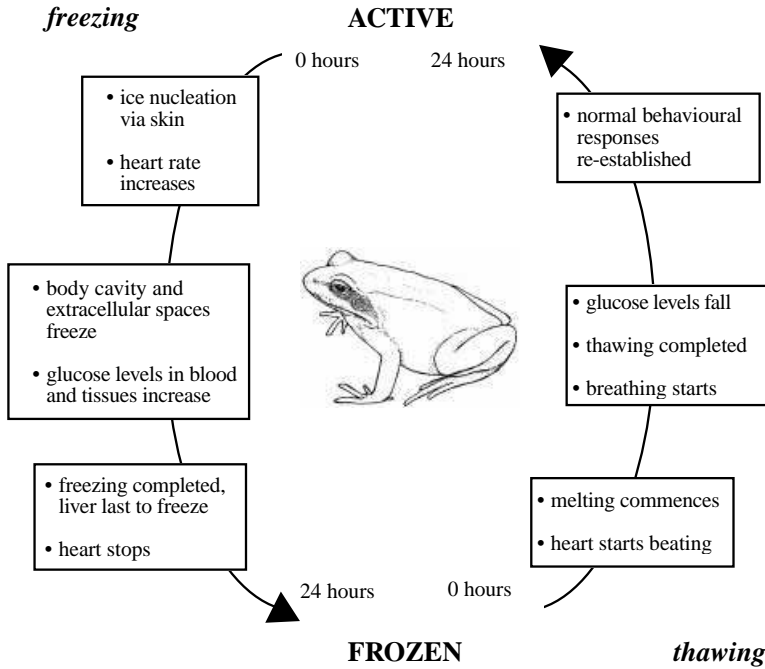 freezing
ACTIVE
0 hours
24 hours
• ice nucleation
via skin
• heart rate
increases
• normal behavioural
responses
re-established
• body cavity and
extracellular spaces
freeze
• glucose levels in blood
and tissues increase
• glucose levels fall
• thawing completed
• breathing starts
• freezing completed,
liver last to freeze
• heart stops
• melting commences
• heart starts beating
24 hours
0 hours
FROZEN
thawing